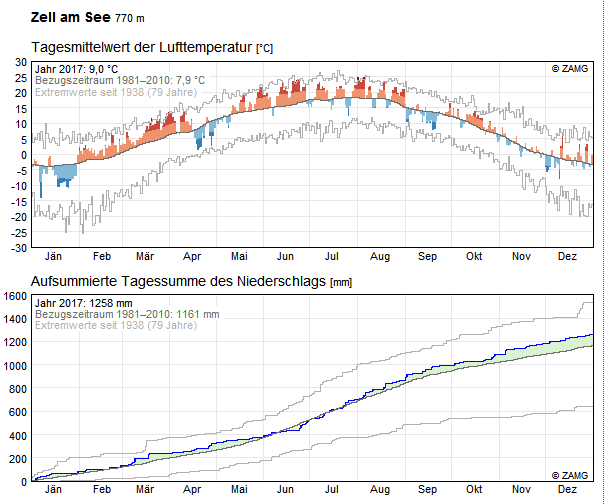 Zell am See 770 m
Tagesmittelwert der Lufttemperatur [°C]
30
25
20
15
10
5
0
-5
-10
-15
-20
-25
-30
Jahr 2017: 9,0 °C
Bezugszeitraum 1981–2010: 7,9 °C
Extremwerte seit 1938 (79 Jahre)
© ZAMG
Jän Feb Mär Apr Mai Jun Jul Aug Sep Okt Nov Dez
Aufsummierte Tagessumme des Niederschlags [mm]
1600
1400
1200
1000
800
600
400
200
0
Jahr 2017: 1258 mm
Bezugszeitraum 1981–2010: 1161 mm
Extremwerte seit 1938 (79 Jahre)
© ZAMG
Jän Feb Mär Apr Mai Jun Jul Aug Sep Okt Nov Dez